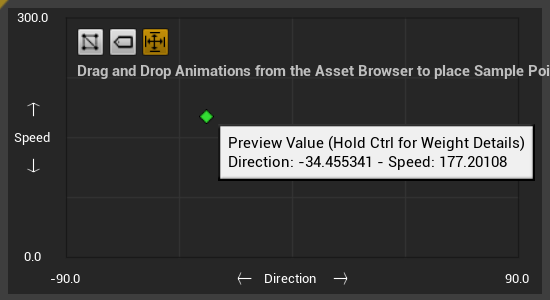 300.0
Drag and Drop Animations from the Asset Browser to place Sample Poi
Speed
Preview Value (Hold Ctrl for Weight Details)
Direction: -34.455341 - Speed: 177.20108
0.0
-90.0
Direction
90.0